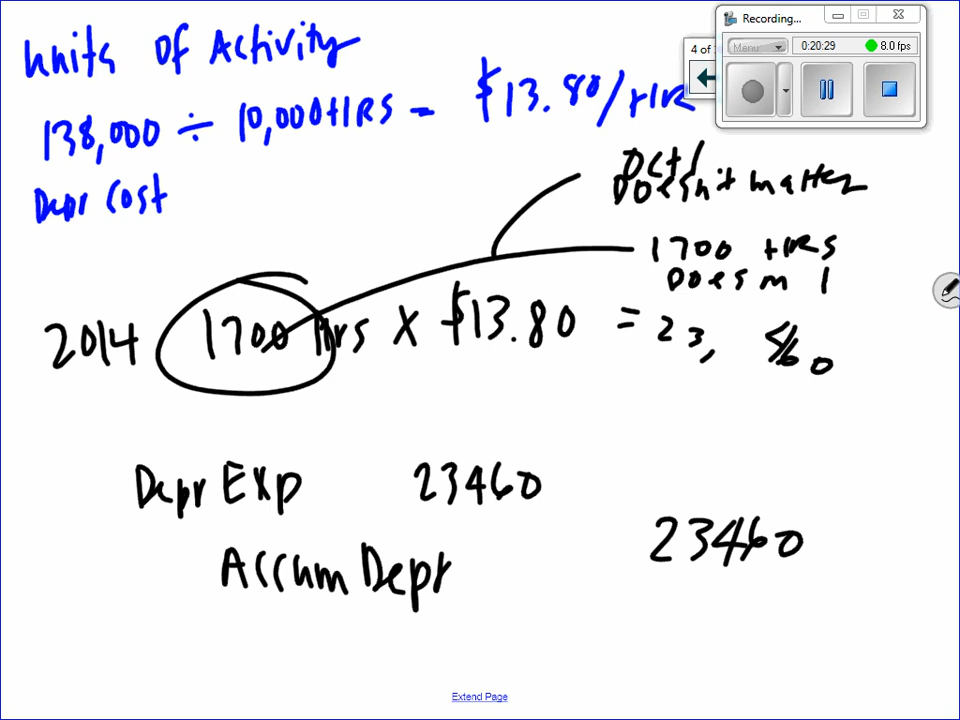 Units of Activity
138,000 ÷ 10,000 HRS = $13.80/HR
Depr Cost
Recording...
Menu
0:20:29
8.0 fps
4 of
Oct 1
Doesn't matter
1700 HRS
Does m
2014 1700 Hrs X $13.80 = 23, 460
Depr Exp 23460
Accum Depr 23460
Extend Page